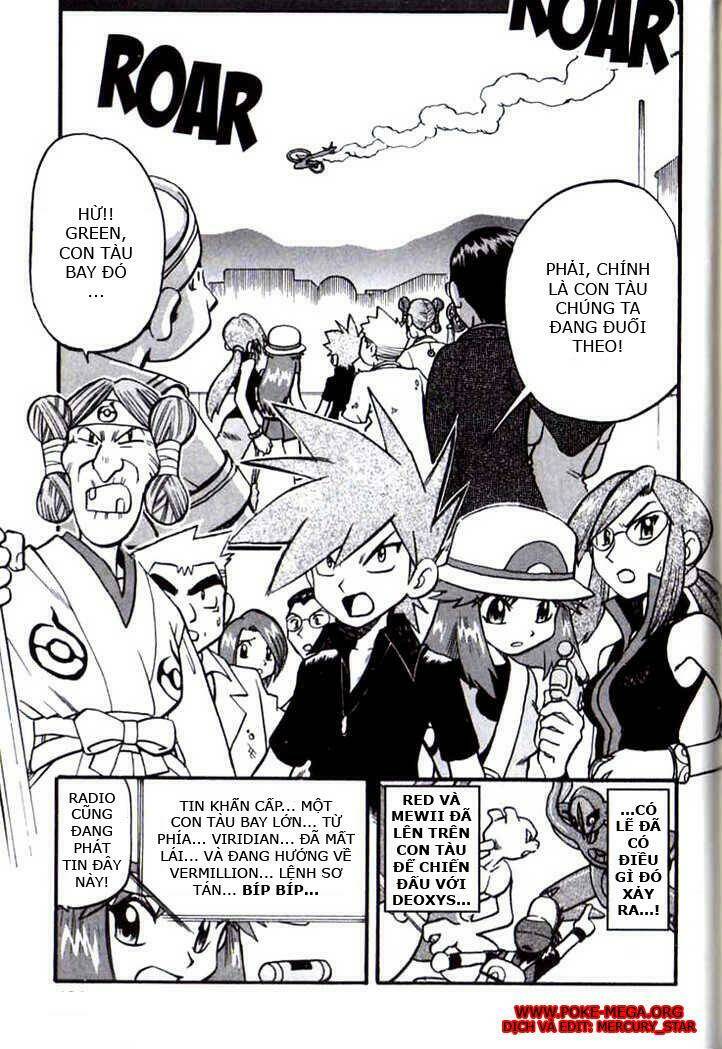 ROAR
ROAR
HỪ!!
GREEN,
CON TÀU
BAY ĐÓ
...
PHẢI, CHÍNH
LÀ CON TÀU
CHÚNG TA
ĐANG ĐUỔI
THEO!
RADIO
CŨNG
ĐANG
PHÁT
TIN ĐÂY
NÀY!
TIN KHẨN CẤP... MỘT
CON TÀU BAY LỚN... TỪ
PHÍA... VIRIDIAN... ĐÃ MẤT
LÁI... VÀ ĐANG HƯỚNG VỀ
VERMILLION... LỆNH SƠ
TÁN... BÍP BÍP...
RED VÀ
MEWII ĐÃ
LÊN TRÊN
CON TÀU
ĐỂ CHIẾN
ĐẤU VỚI
DEOXYS...
...CÓ
LẼ ĐÃ
CÓ
ĐIỀU
GÌ ĐÓ
XẢY
RA...!
WWW.POKE-MEGA.ORG
DỊCH VÀ EDIT: MERCURY_STAR